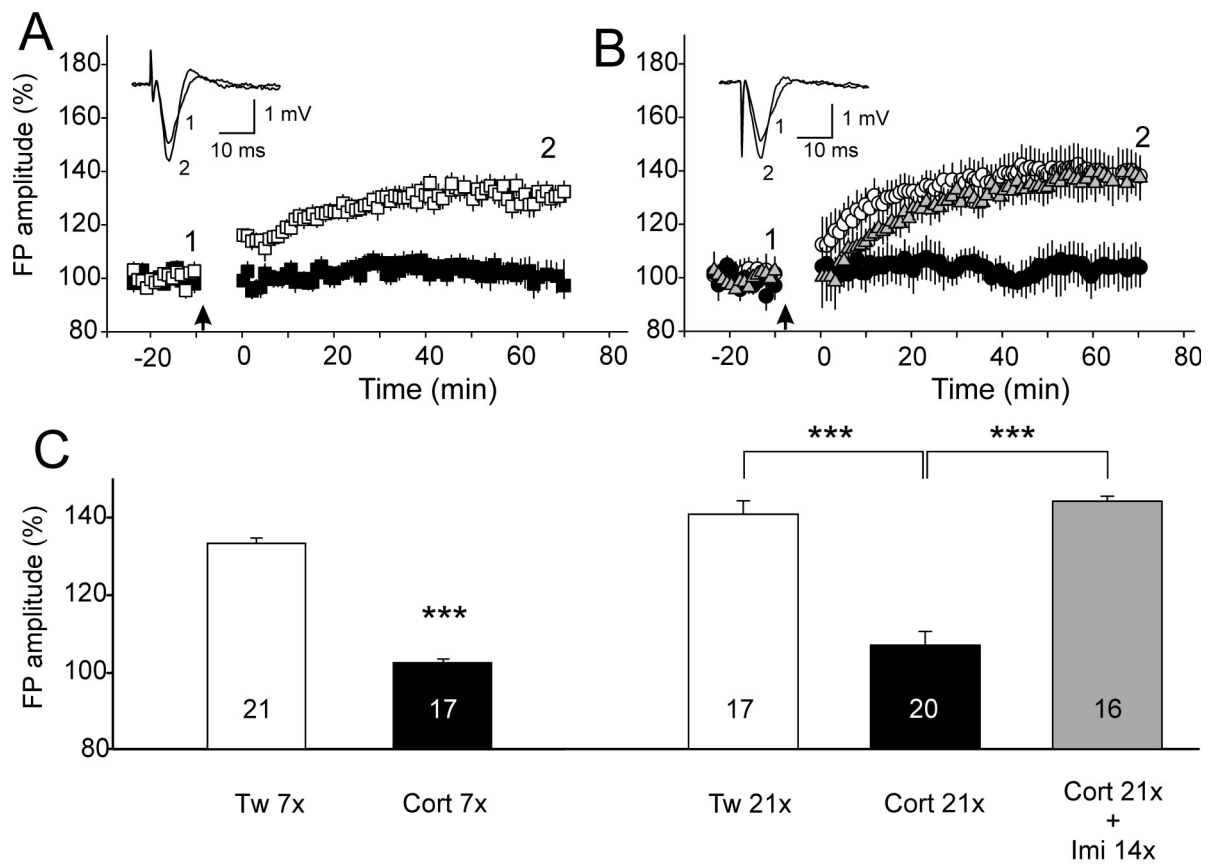 A
FP amplitude (%)
180
160
140
120
100
80
1
2
1 mV
10 ms
1
2
-20
0
20
40
60
80
Time (min)
B
180
160
140
120
100
80
1
2
1 mV
10 ms
1
2
-20
0
20
40
60
80
Time (min)
C
FP amplitude (%)
140
120
100
80
***
***
***
21
17
17
20
16
Tw 7x
Cort 7x
Tw 21x
Cort 21x
Cort 21x
+
Imi 14x